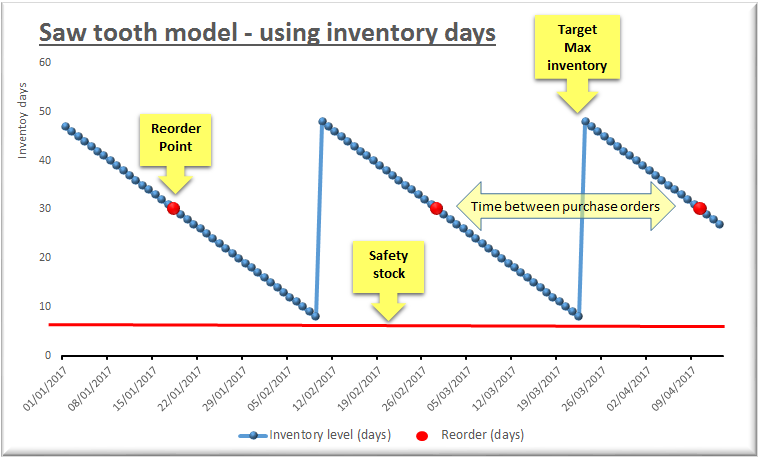 Saw tooth model - using inventory days
Target
Max
inventory
60
50
40
30
20
10
0
Inventoy days
Reorder
Point
Time between purchase orders
Safety
stock
01/01/2017
08/01/2017
15/01/2017
22/01/2017
29/01/2017
05/02/2017
12/02/2017
19/02/2017
26/02/2017
05/03/2017
12/03/2017
19/03/2017
26/03/2017
02/04/2017
09/04/2017
Inventory level (days)
Reorder (days)